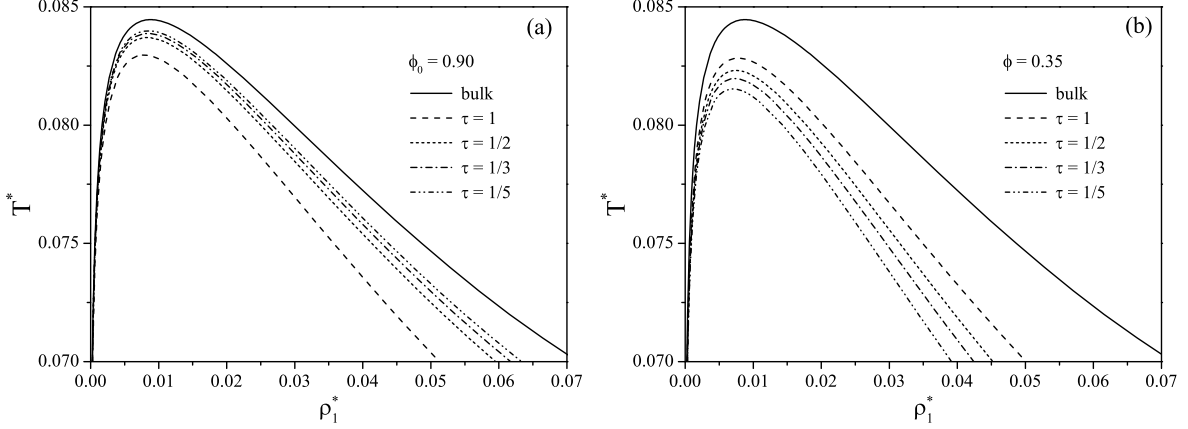 (a)
ϕ₀ = 0.90
bulk
τ = 1
τ = 1/2
τ = 1/3
τ = 1/5
0.085
0.080
0.075
0.070
T*
0.00 0.01 0.02 0.03 0.04 0.05 0.06 0.07
ρ₁*
(b)
ϕ = 0.35
bulk
τ = 1
τ = 1/2
τ = 1/3
τ = 1/5
0.085
0.080
0.075
0.070
T*
0.00 0.01 0.02 0.03 0.04 0.05 0.06 0.07
ρ₁*